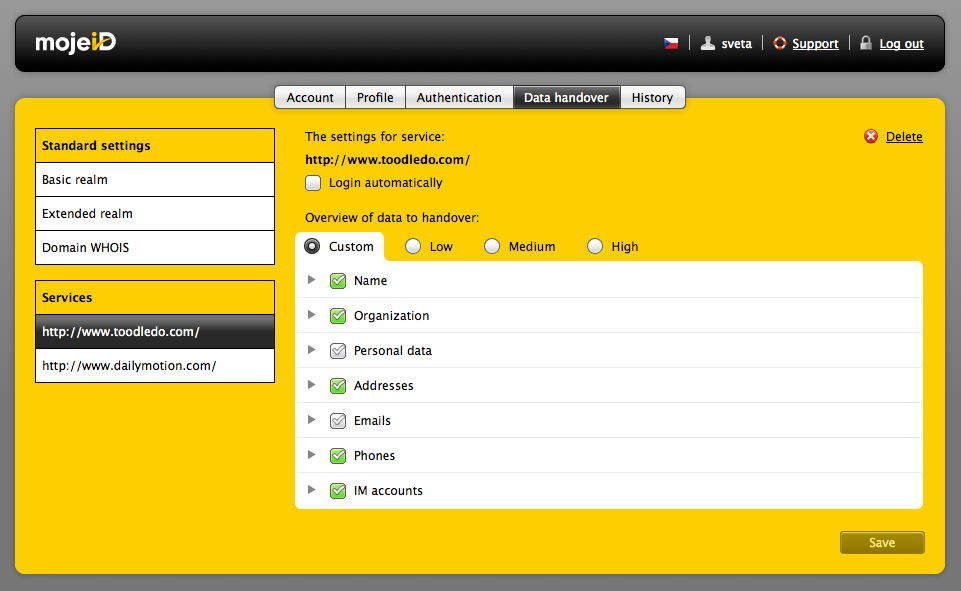 mojeiD
sveta Support Log out
Account Profile Authentication Data handover History
Standard settings
Basic realm
Extended realm
Domain WHOIS
Services
http://www.toodledo.com/
http://www.dailymotion.com/
The settings for service:
Delete
http://www.toodledo.com/
Login automatically
Overview of data to handover:
Custom Low Medium High
Name
Organization
Personal data
Addresses
Emails
Phones
IM accounts
Save